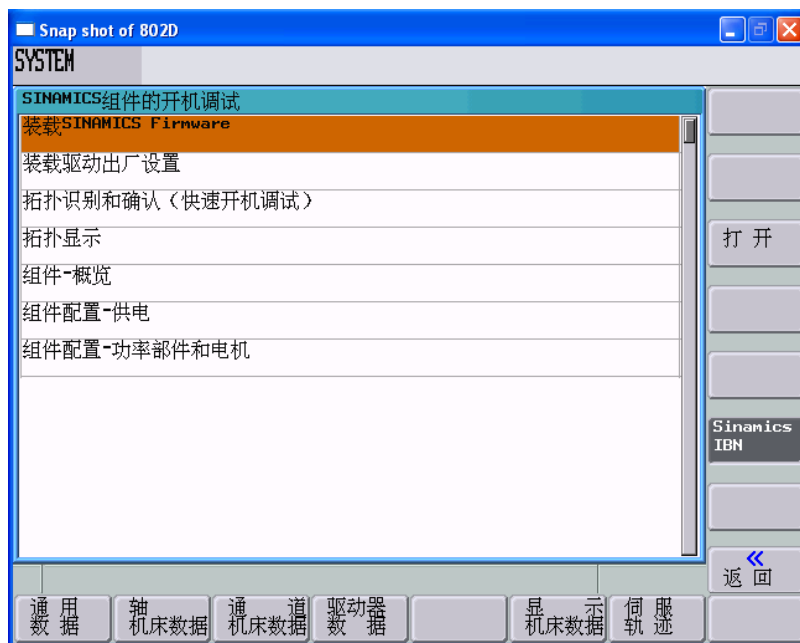 Snap shot of 802D
SYSTEM
SINAMICS组件的开机调试
装载SINAMICS Firmware
装载驱动出厂设置
拓扑识别和确认（快速开机调试）
拓扑显示
组件-概览
组件配置-供电
组件配置-功率部件和电机
打 开
Sinamics
IBN
«
返 回
通 用
数 据
轴
机床数据
通 道
机床数据
驱动器
数 据
显 示
机床数据
伺 服
轨 迹